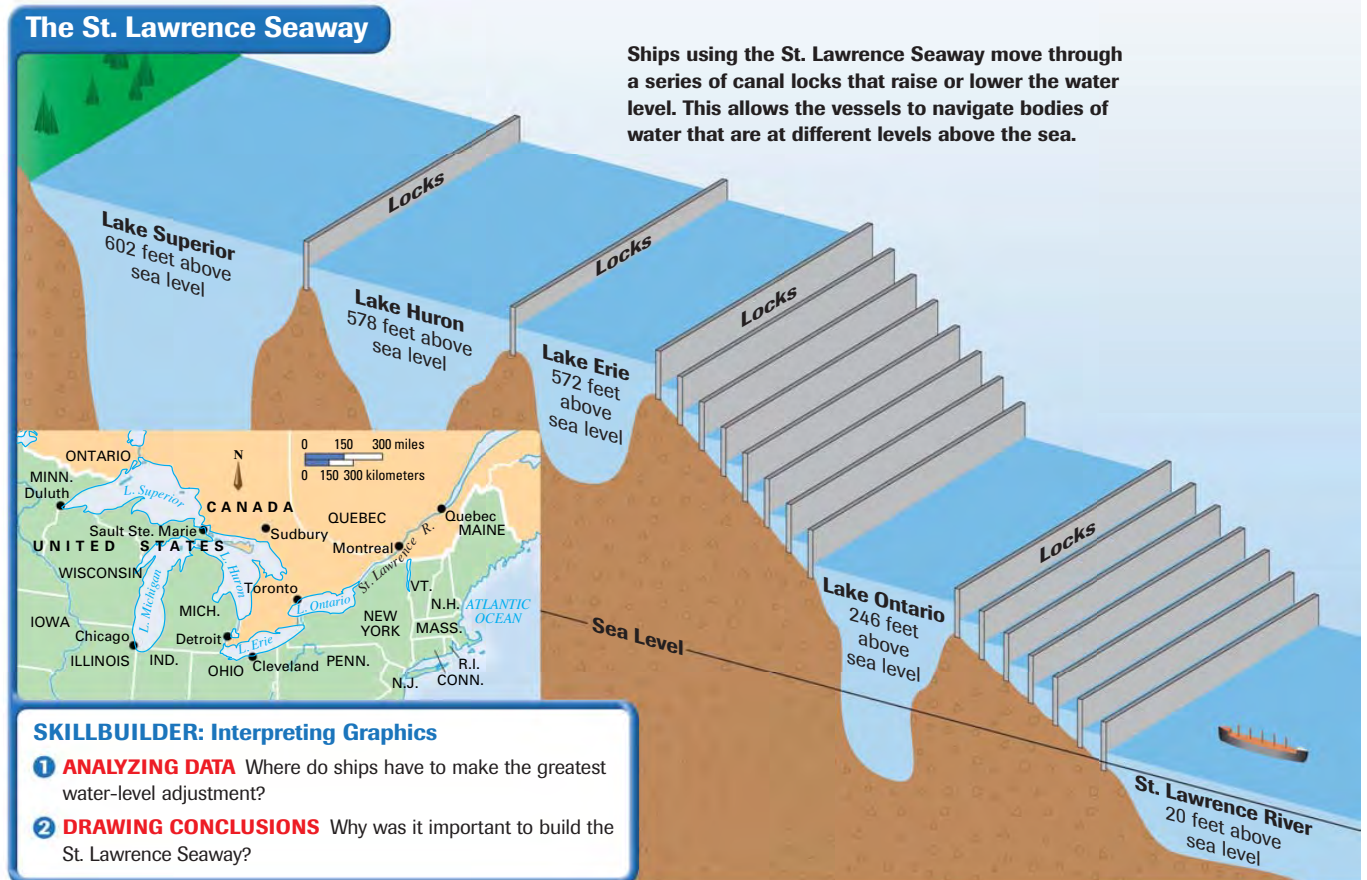 The St. Lawrence Seaway
Ships using the St. Lawrence Seaway move through
a series of canal locks that raise or lower the water
level. This allows the vessels to navigate bodies of
water that are at different levels above the sea.
Locks
Locks
Locks
Locks
Lake Superior
602 feet above
sea level
Lake Huron
578 feet above
sea level
Lake Erie
572 feet
above
sea level
Lake Ontario
246 feet
above
sea level
St. Lawrence River
20 feet above
sea level
Sea Level
0 150 300 miles
0 150 300 kilometers
N
ONTARIO
MINN.
Duluth
L. Superior
CANADA
QUEBEC
Quebec
MAINE
Sault Ste. Marie
Sudbury
Montreal
St. Lawrence R.
UNITED STATES
WISCONSIN
L. Michigan
L. Huron
Toronto
L. Ontario
VT.
N.H.
ATLANTIC
OCEAN
MICH.
NEW
YORK
MASS.
IOWA
Chicago
Detroit
L. Erie
ILLINOIS
IND.
OHIO
Cleveland
PENN.
R.I.
CONN.
N.J.
SKILLBUILDER: Interpreting Graphics
1 ANALYZING DATA Where do ships have to make the greatest
water-level adjustment?
2 DRAWING CONCLUSIONS Why was it important to build the
St. Lawrence Seaway?